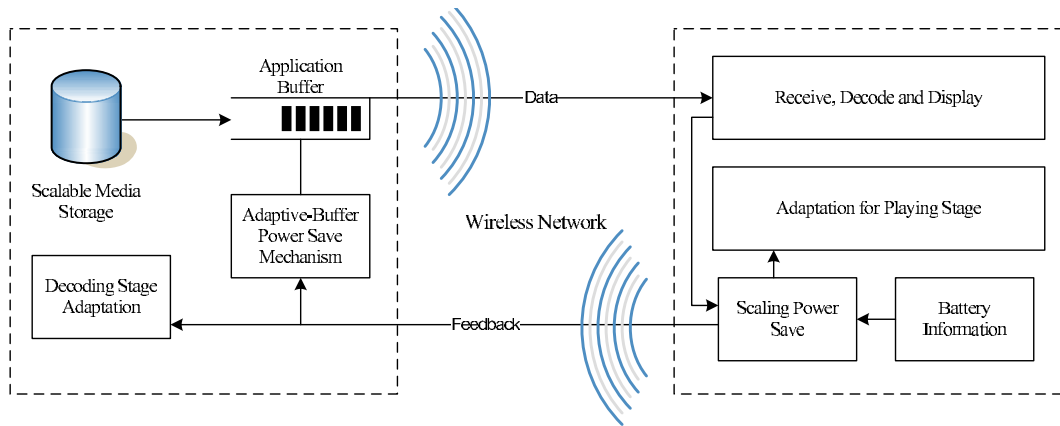 Application
Buffer
Data
Receive, Decode and Display
Scalable Media
Storage
Adaptive-Buffer
Power Save
Mechanism
Wireless Network
Adaptation for Playing Stage
Decoding Stage
Adaptation
Feedback
Scaling Power
Save
Battery
Information